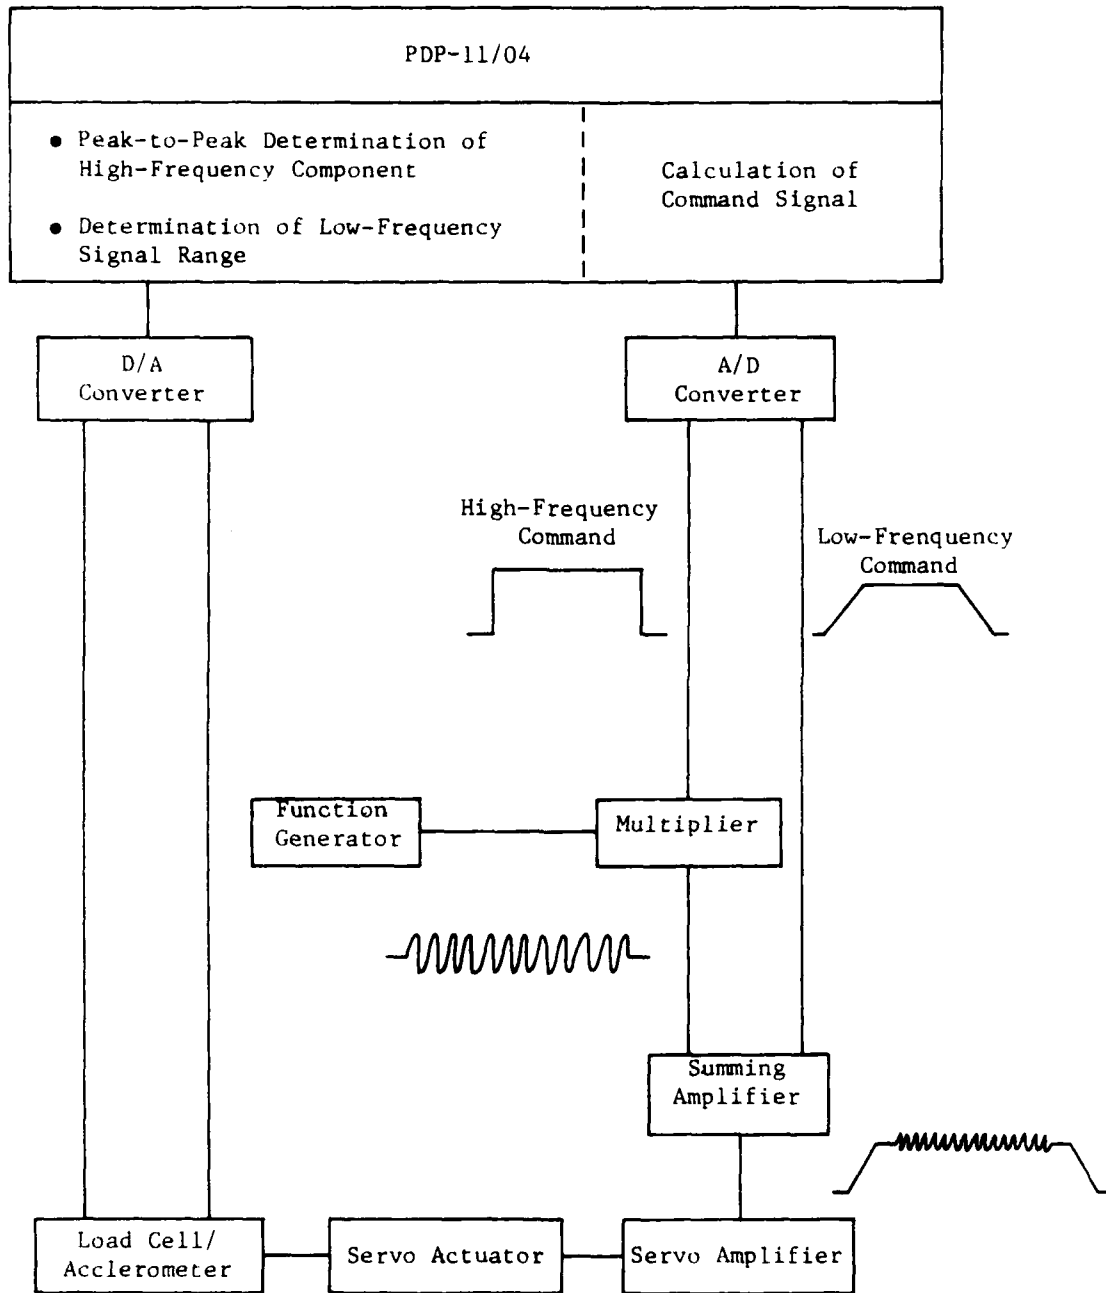 PDP-11/04
• Peak-to-Peak Determination of
High-Frequency Component
• Determination of Low-Frequency
Signal Range
Calculation of
Command Signal
D/A
Converter
A/D
Converter
High-Frequency
Command
Low-Frenquency
Command
Function
Generator
Multiplier
Summing
Amplifier
Load Cell/
Acclerometer
Servo Actuator
Servo Amplifier